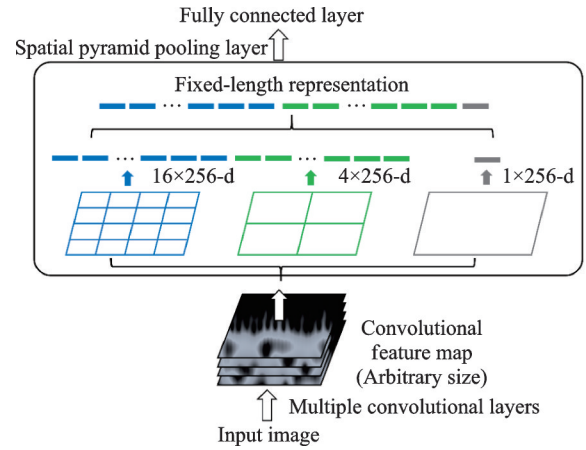 Fully connected layer
Spatial pyramid pooling layer
Fixed-length representation
...
...
...
...
16×256-d
4×256-d
1×256-d
Convolutional
feature map
(Arbitrary size)
Multiple convolutional layers
Input image